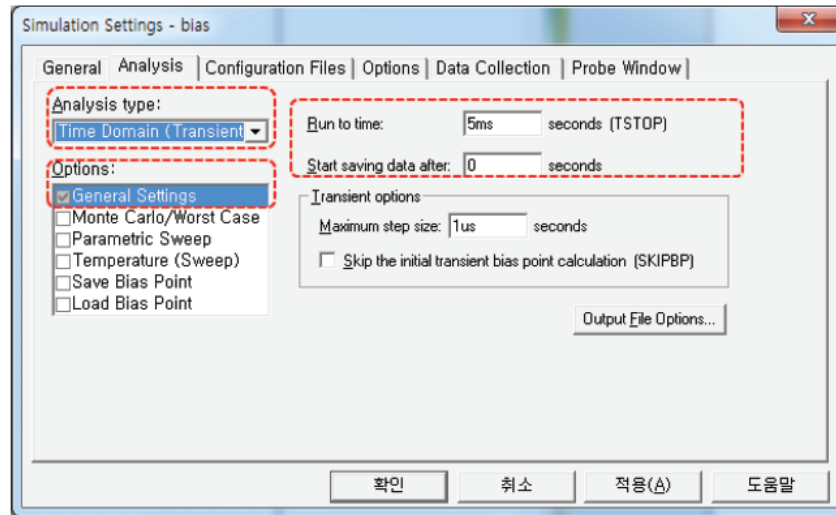 Simulation Settings - bias
General Analysis Configuration Files Options Data Collection Probe Window
Analysis type:
Time Domain (Transient
Options:
General Settings
Monte Carlo/Worst Case
Parametric Sweep
Temperature (Sweep)
Save Bias Point
Load Bias Point
Run to time: 5ms seconds (TSTOP)
Start saving data after: 0 seconds
Transient options
Maximum step size: 1us seconds
Skip the initial transient bias point calculation (SKIPBP)
Output File Options...
확인 취소 적용(A) 도움말